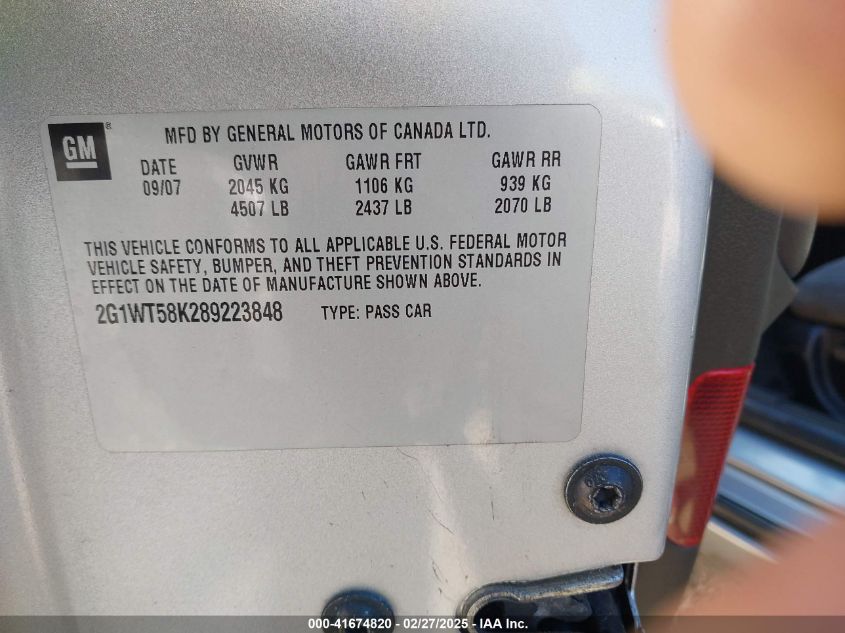 GM ®
MFD BY GENERAL MOTORS OF CANADA LTD.
DATE GVWR GAWR FRT GAWR RR
09/07 2045 KG 1106 KG 939 KG
4507 LB 2437 LB 2070 LB
THIS VEHICLE CONFORMS TO ALL APPLICABLE U.S. FEDERAL MOTOR
VEHICLE SAFETY, BUMPER, AND THEFT PREVENTION STANDARDS IN
EFFECT ON THE DATE OF MANUFACTURE SHOWN ABOVE.
2G1WT58K289223848 TYPE: PASS CAR
000-41674820 - 02/27/2025 - IAA Inc.